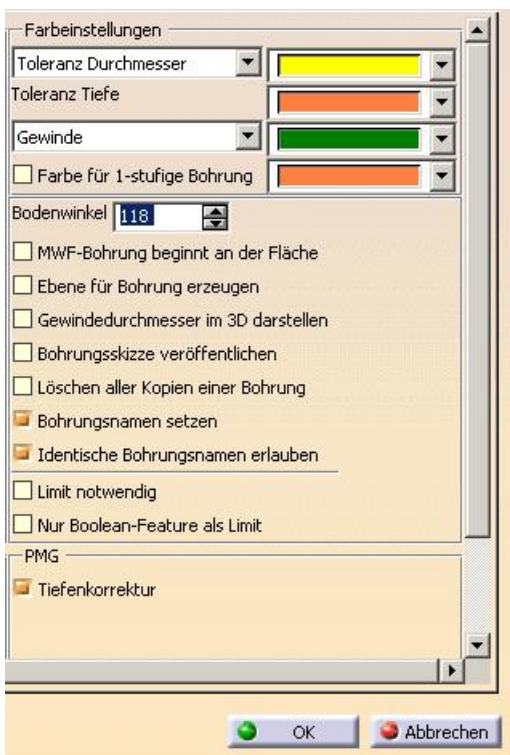 Farbeinstellungen
Toleranz Durchmesser
Toleranz Tiefe
Gewinde
Farbe für 1-stufige Bohrung
Bodenwinkel 118
MWF-Bohrung beginnt an der Fläche
Ebene für Bohrung erzeugen
Gewindedurchmesser im 3D darstellen
Bohrungsskizze veröffentlichen
Löschen aller Kopien einer Bohrung
Bohrungsnamen setzen
Identische Bohrungsnamen erlauben
Limit notwendig
Nur Boolean-Feature als Limit
PMG
Tiefenkorrektur
OK Abbrechen